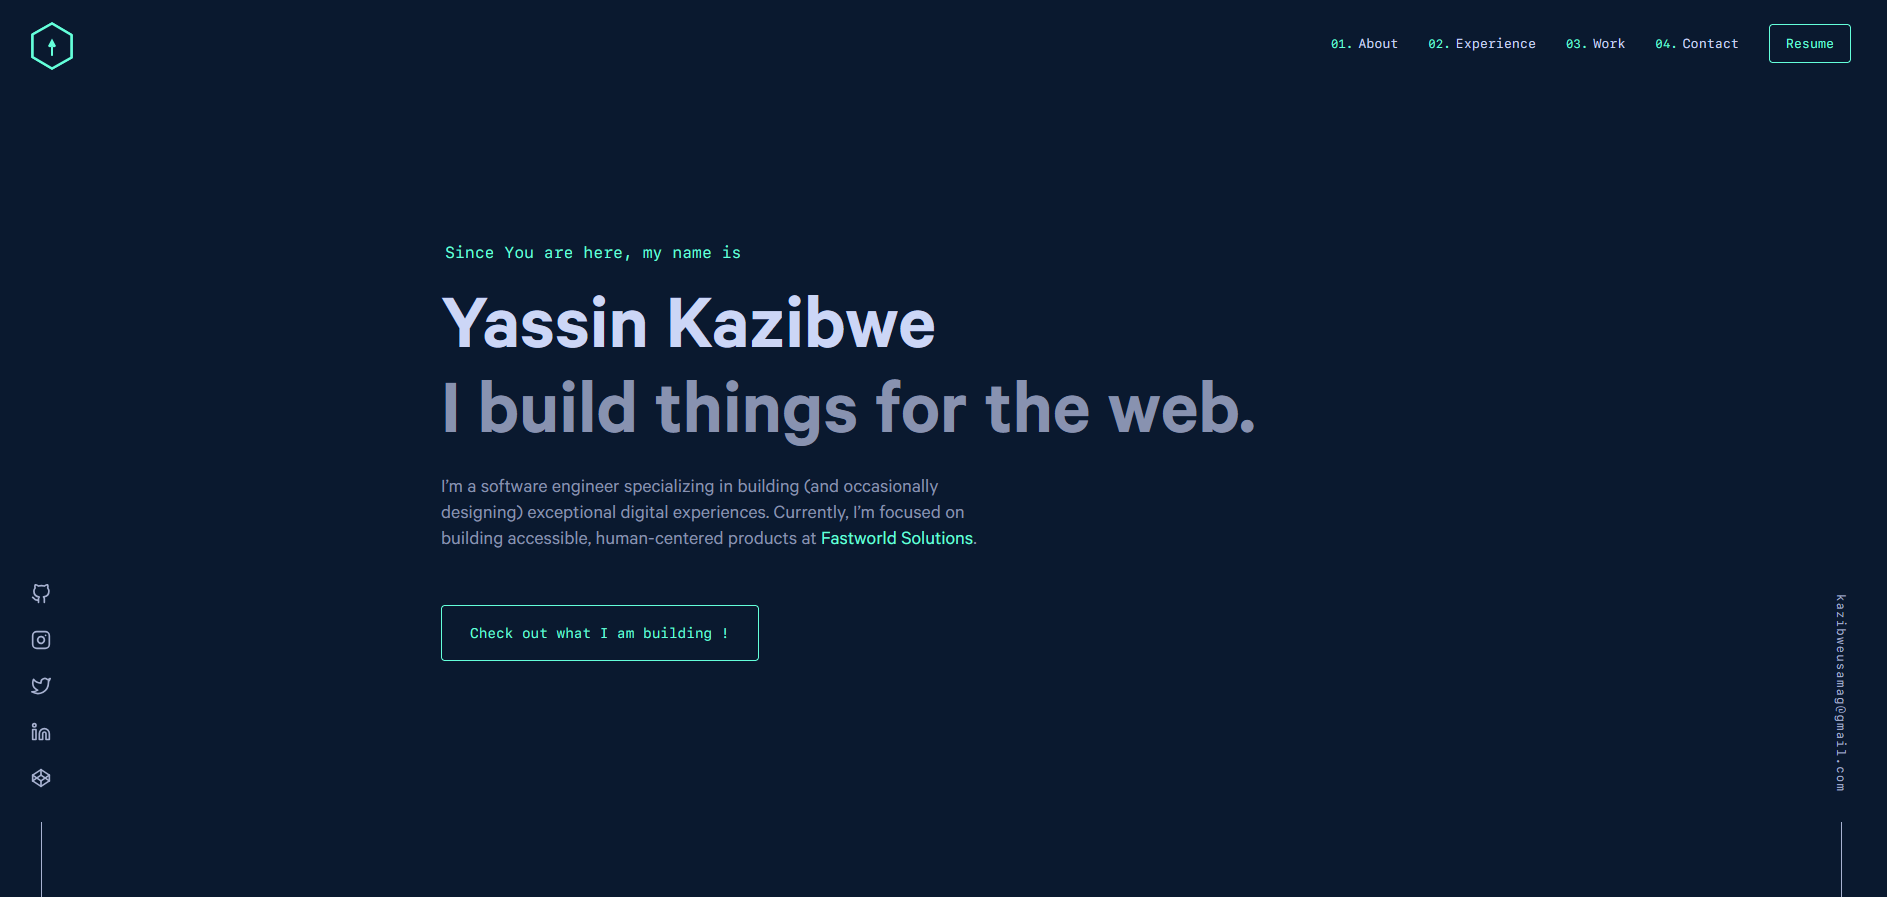 01. About 02. Experience 03. Work 04. Contact Resume
Since You are here, my name is
Yassin Kazibwe
I build things for the web.
I'm a software engineer specializing in building (and occasionally
designing) exceptional digital experiences. Currently, I'm focused on
building accessible, human-centered products at Fastworld Solutions.
Check out what I am building !
kazibweusamag@gmail.com